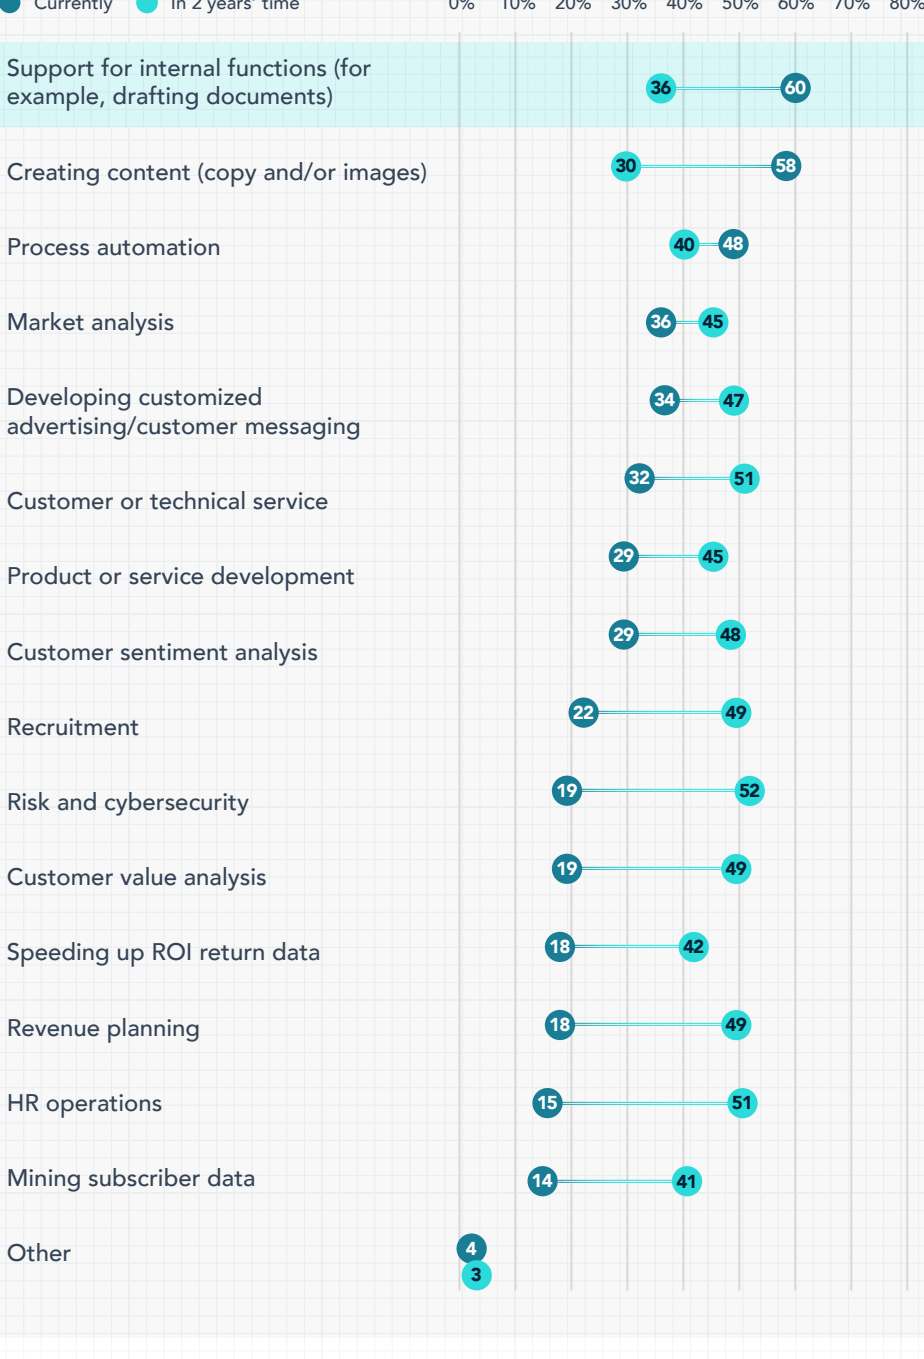 Currently In 2 years' time 0% 10% 20% 30% 40% 50% 60% 70% 80%
Support for internal functions (for
example, drafting documents)
36 60
Creating content (copy and/or images)
30 58
Process automation
40 48
Market analysis
36 45
Developing customized
advertising/customer messaging
34 47
Customer or technical service
32 51
Product or service development
29 45
Customer sentiment analysis
29 48
Recruitment
22 49
Risk and cybersecurity
19 52
Customer value analysis
19 49
Speeding up ROI return data
18 42
Revenue planning
18 49
HR operations
15 51
Mining subscriber data
14 41
Other
4
3